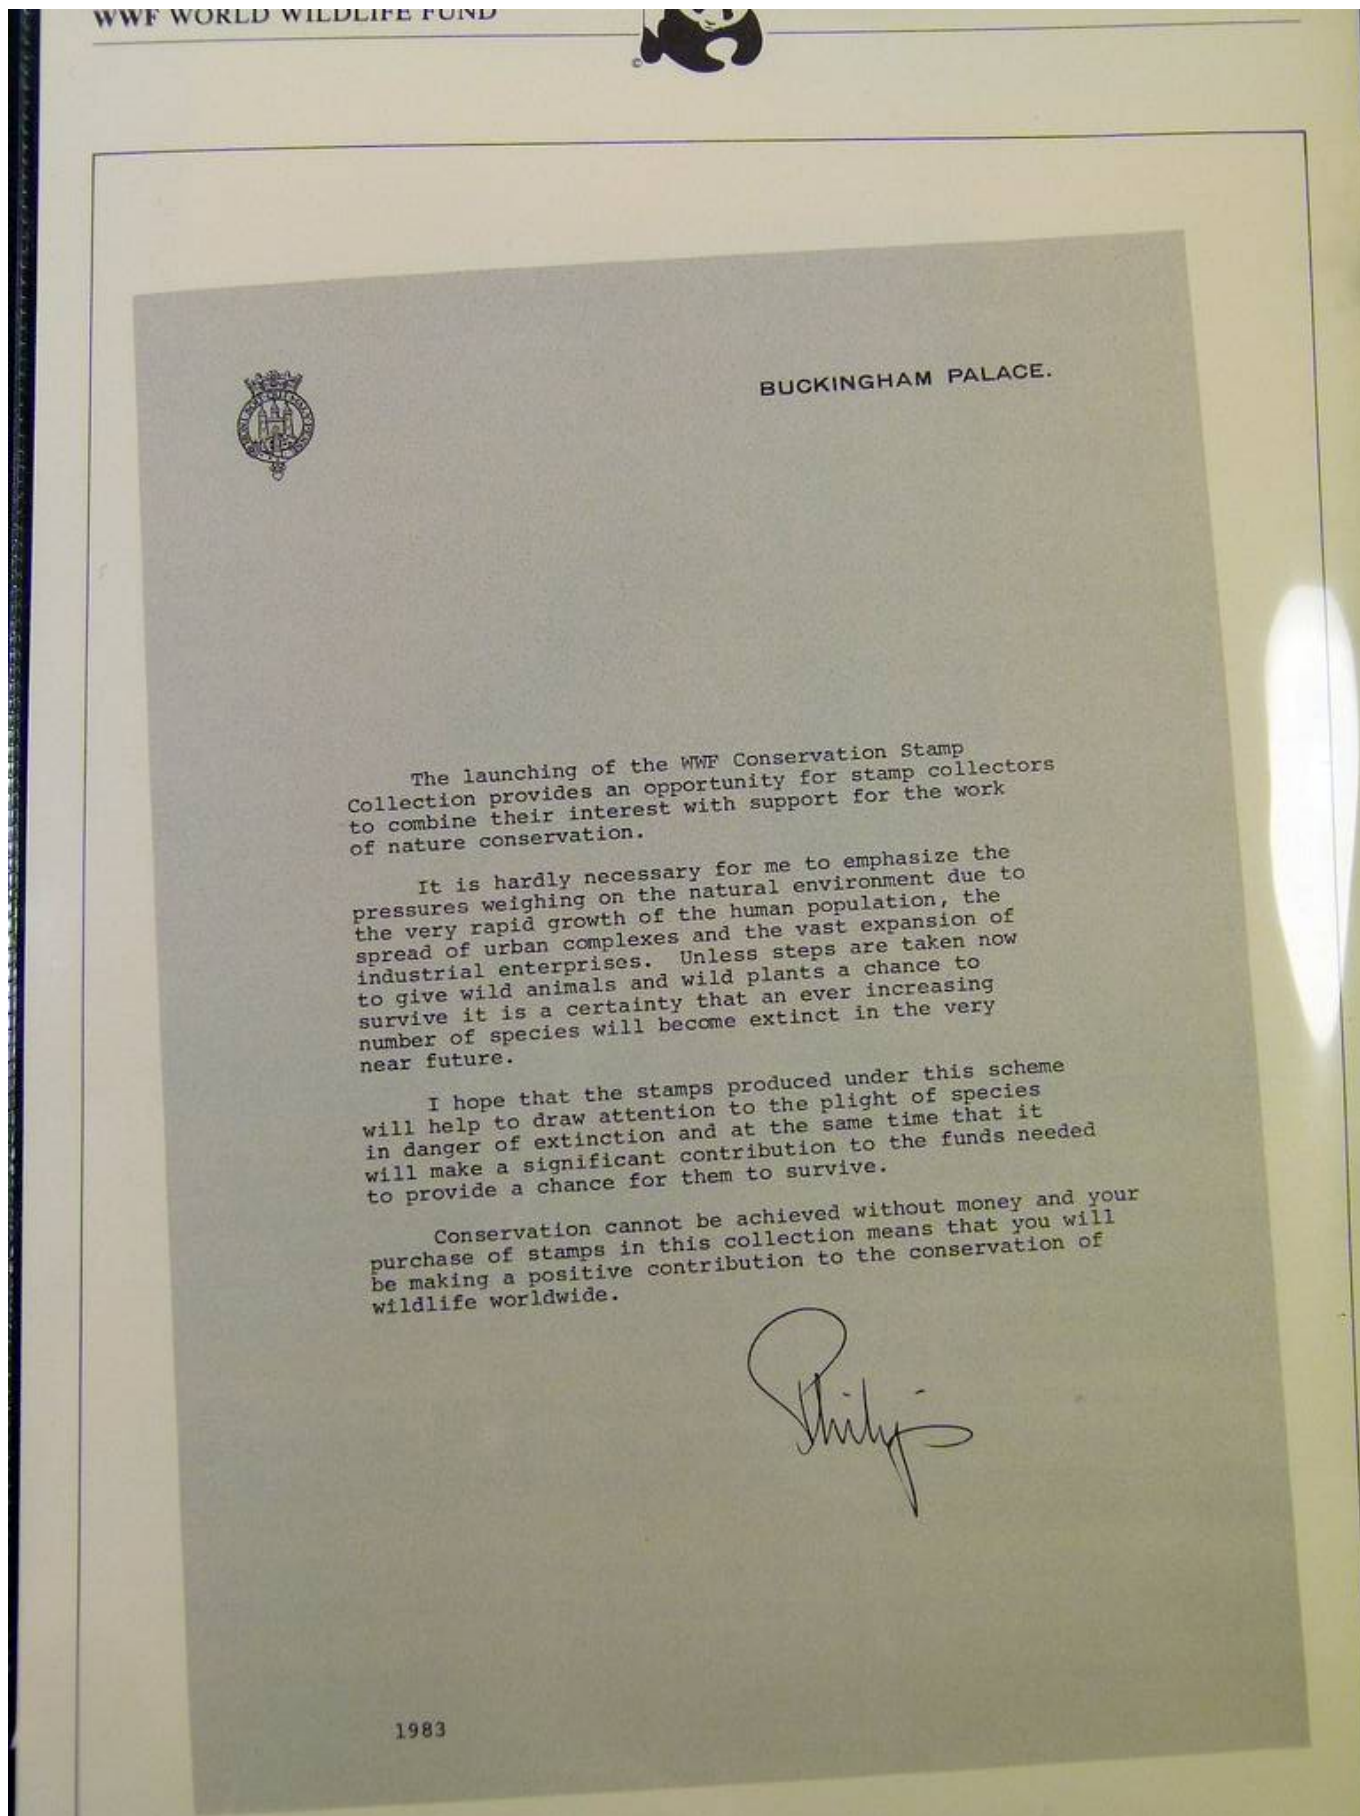 WWF WORLD WILDLIFE FUND
©
BUCKINGHAM PALACE.
The launching of the WWF Conservation Stamp
Collection provides an opportunity for stamp collectors
to combine their interest with support for the work
of nature conservation.
It is hardly necessary for me to emphasize the
pressures weighing on the natural environment due to
the very rapid growth of the human population, the
spread of urban complexes and the vast expansion of
industrial enterprises. Unless steps are taken now
to give wild animals and wild plants a chance to
survive it is a certainty that an ever increasing
number of species will become extinct in the very
near future.
I hope that the stamps produced under this scheme
will help to draw attention to the plight of species
in danger of extinction and at the same time that it
will make a significant contribution to the funds needed
to provide a chance for them to survive.
Conservation cannot be achieved without money and your
purchase of stamps in this collection means that you will
be making a positive contribution to the conservation of
wildlife worldwide.
Philip
1983